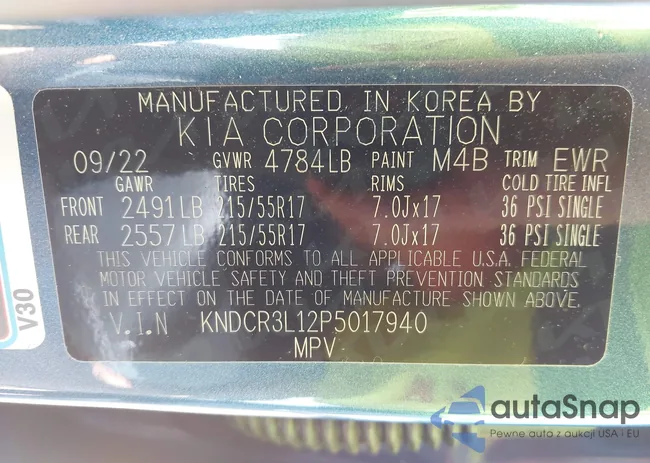 MANUFACTURED IN KOREA BY
KIA CORPORATION
09/22 GVWR 4784LB PAINT M4B TRIM EWR
GAWR TIRES RIMS COLD TIRE INFL
FRONT 2491LB 215/55R17 7.0Jx17 36 PSI SINGLE
REAR 2557LB 215/55R17 7.0Jx17 36 PSI SINGLE
THIS VEHICLE CONFORMS TO ALL APPLICABLE U.S.A. FEDERAL
MOTOR VEHICLE SAFETY AND THEFT PREVENTION STANDARDS
IN EFFECT ON THE DATE OF MANUFACTURE SHOWN ABOVE.
V.I.N KNDCR3L12P5017940
MPV
V30
autaSnap
Pewne auta z aukcji USA i EU